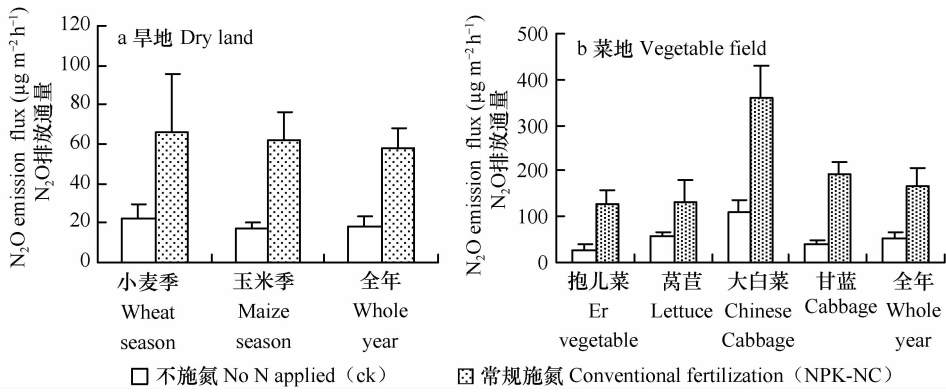 N₂O emission flux (μg m⁻² h⁻¹)
N₂O排放通量
120
100
80
60
40
20
0
a 旱地 Dry land
小麦季
Wheat
season
玉米季
Maize
season
全年
Whole
year
N₂O emission flux (μg m⁻² h⁻¹)
N₂O排放通量
500
400
300
200
100
0
b 菜地 Vegetable field
抱儿菜
Er
vegetable
莴苣
Lettuce
大白菜
Chinese
Cabbage
甘蓝
Cabbage
全年
Whole
year
不施氮 No N applied（ck）
常规施氮 Conventional fertilization（NPK-NC）